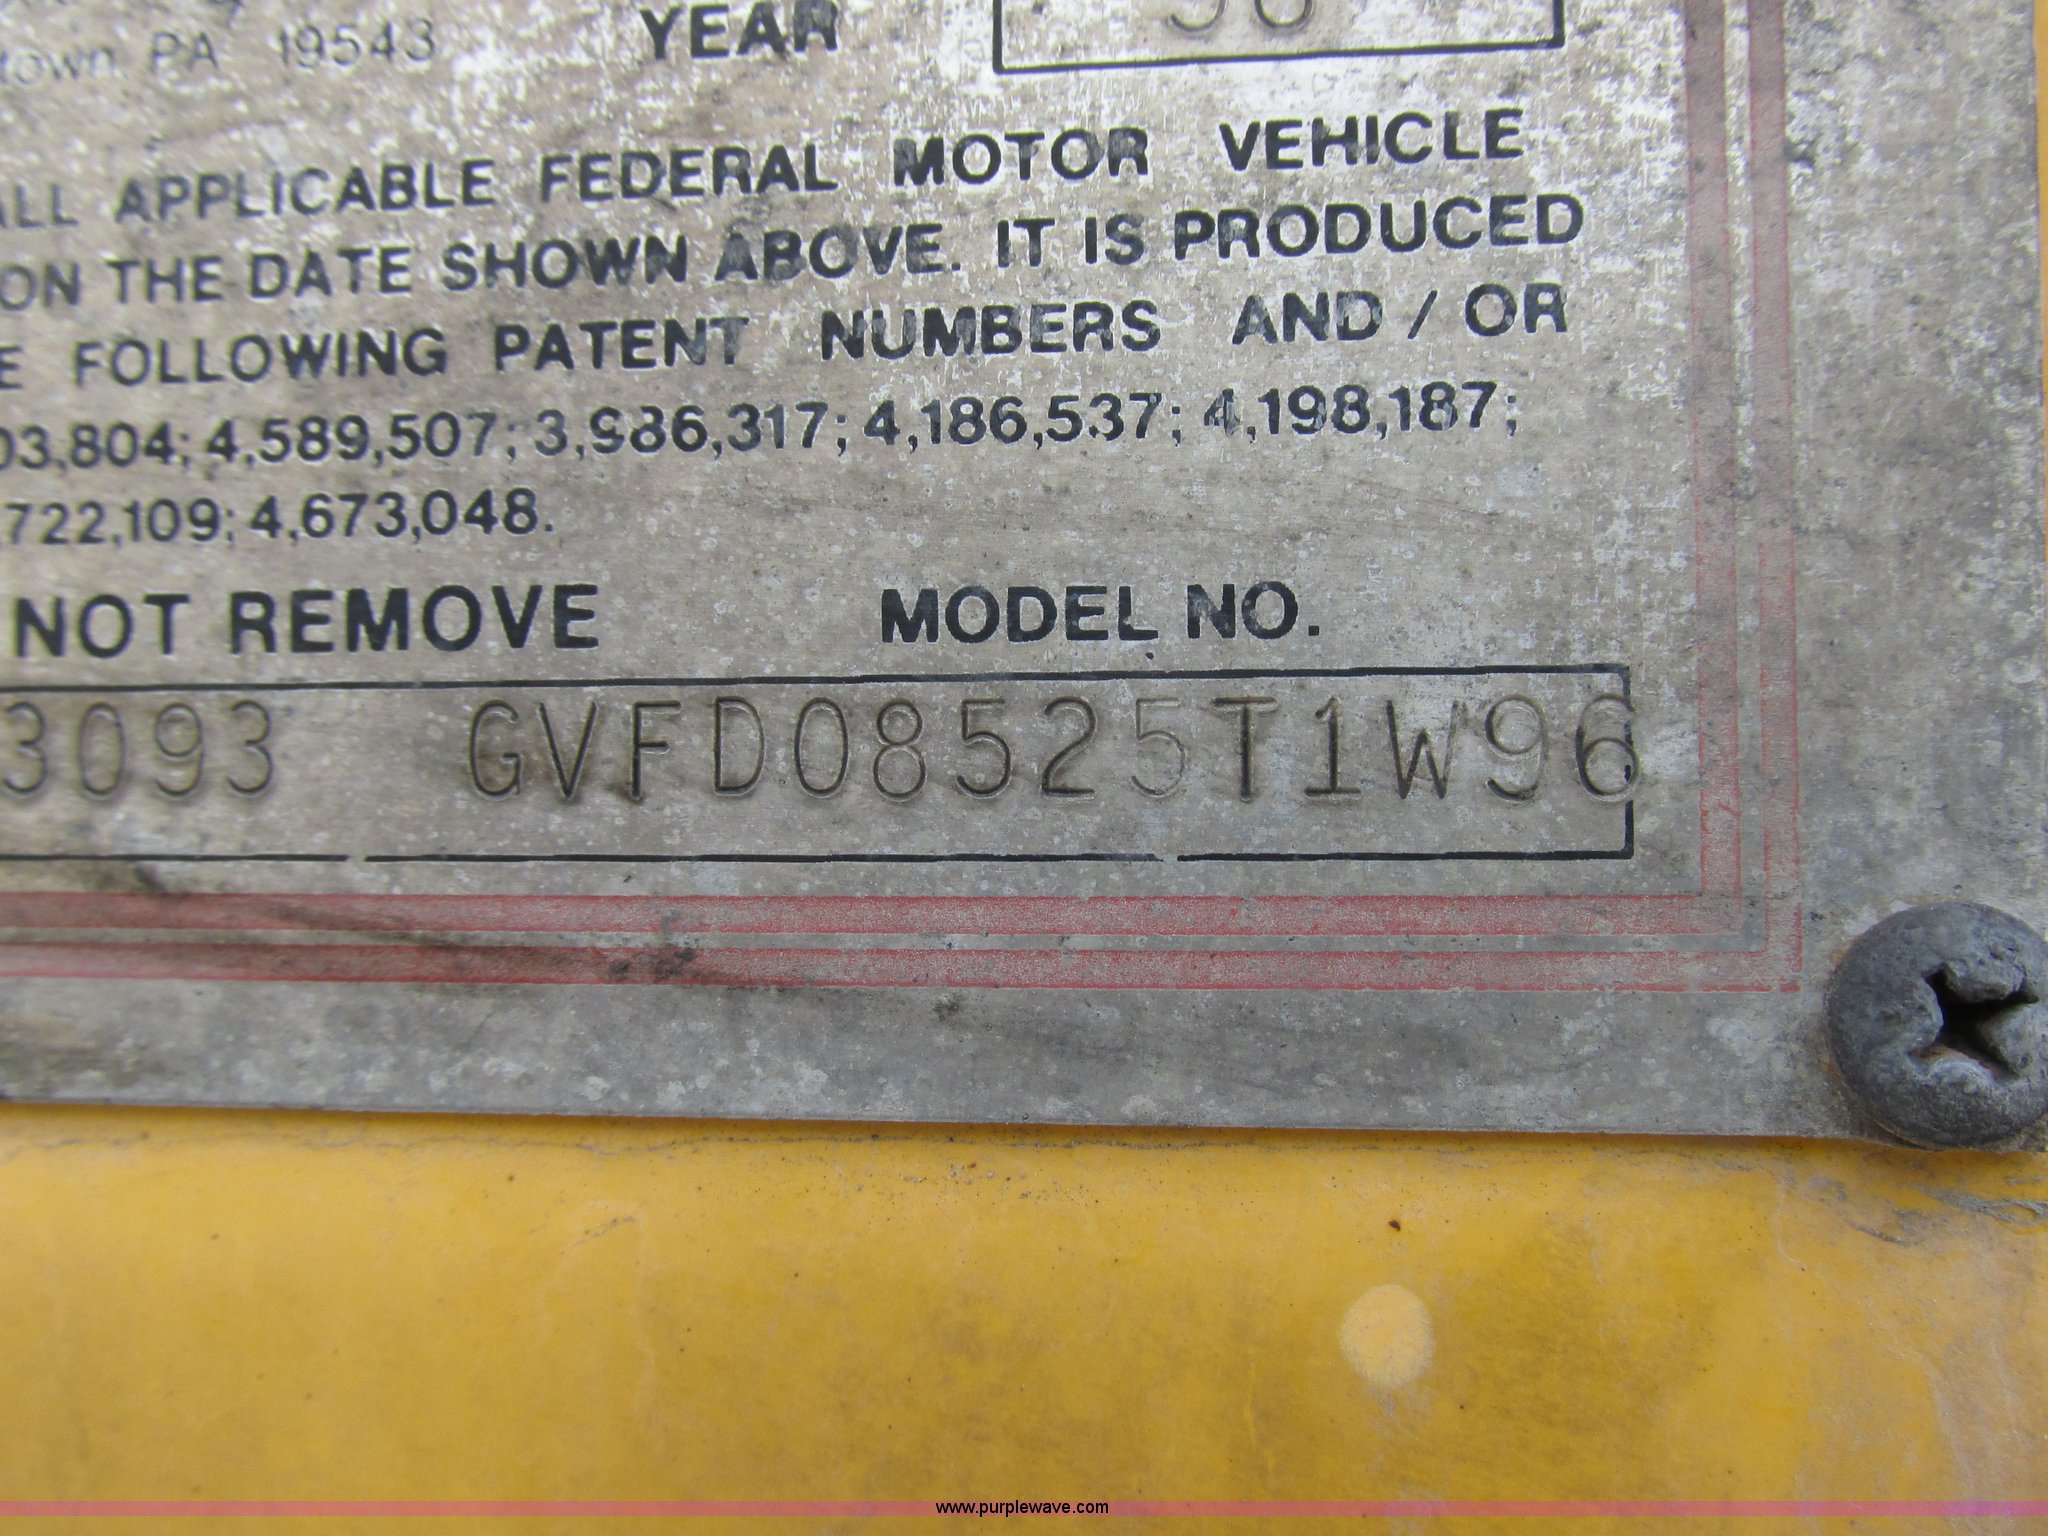 town, PA 19543 YEAR
ALL APPLICABLE FEDERAL MOTOR VEHICLE
ON THE DATE SHOWN ABOVE. IT IS PRODUCED
E FOLLOWING PATENT NUMBERS AND / OR
03,804; 4,589,507; 3,986,317; 4,186,537; 4,198,187;
,722,109; 4,673,048.
NOT REMOVE MODEL NO.
3093 GVFD08525T1W96
www.purplewave.com